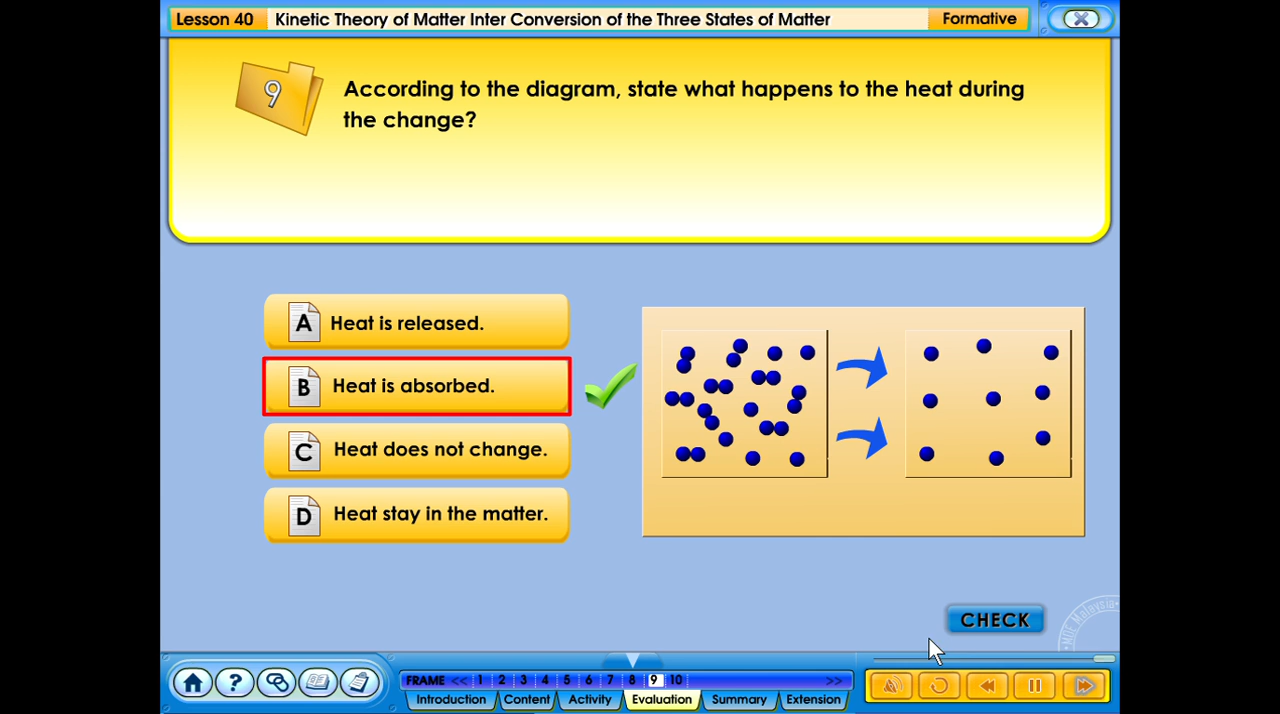 Lesson 40 Kinetic Theory of Matter Inter Conversion of the Three States of Matter Formative
9
According to the diagram, state what happens to the heat during
the change?
A Heat is released.
B Heat is absorbed.
C Heat does not change.
D Heat stay in the matter.
CHECK
MOE Malaysia
FRAME << 1 2 3 4 5 6 7 8 9 10 >>
?
Introduction Content Activity Evaluation Summary Extension